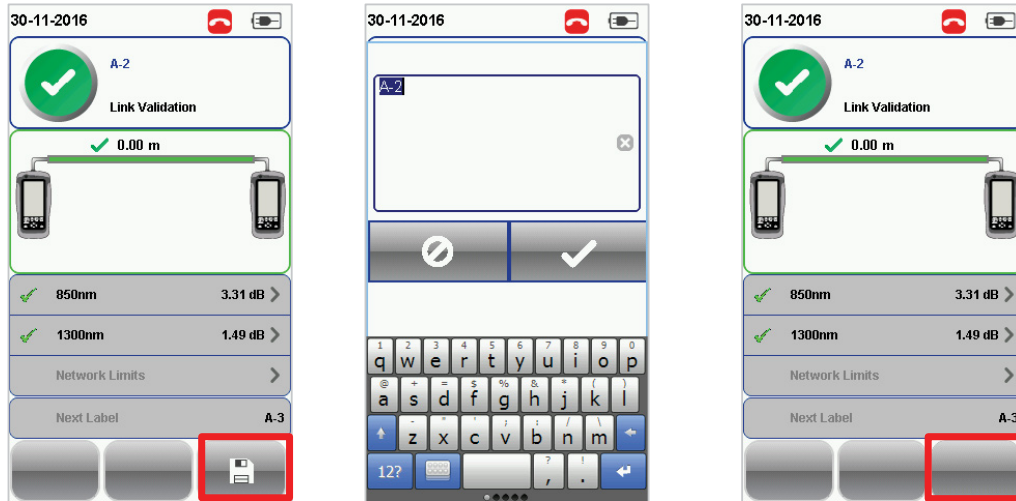 30-11-2016
A-2
Link Validation
0.00 m
850nm 3.31 dB
1300nm 1.49 dB
Network Limits
Next Label A-3
30-11-2016
A-2
1 2 3 4 5 6 7 8 9 0
q w e r t y u i o p
@ + = $ % & * ( )
a s d f g h j k l
- " ' ; : / \
z x c v b n m
? !
12? , .
30-11-2016
A-2
Link Validation
0.00 m
850nm 3.31 dB
1300nm 1.49 dB
Network Limits
Next Label A-3